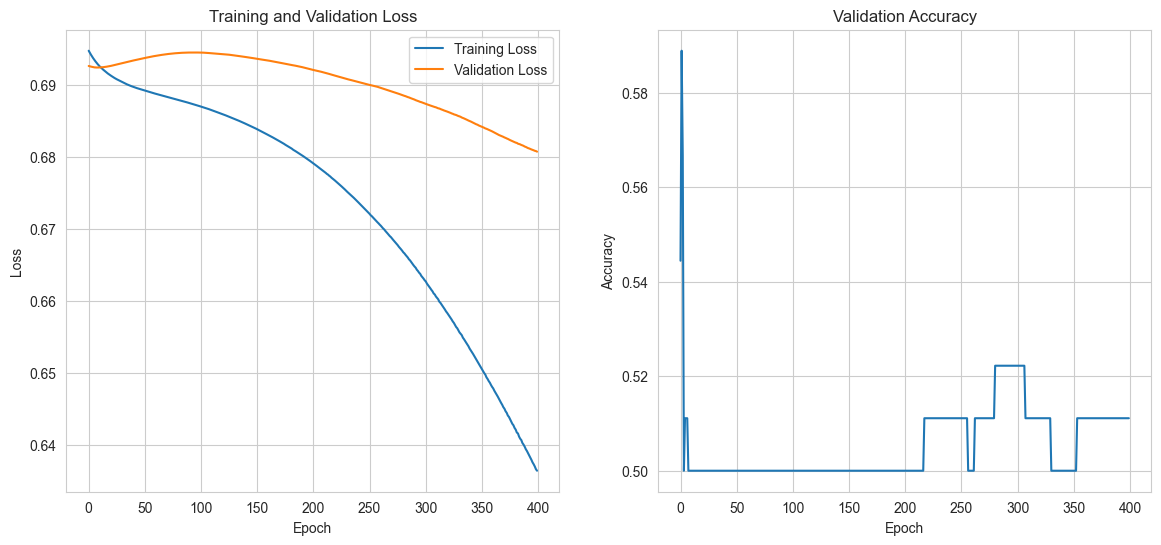 Training and Validation Loss
Training Loss
Validation Loss
0.69
0.68
0.67
0.66
0.65
0.64
Loss
0 50 100 150 200 250 300 350 400
Epoch
Validation Accuracy
0.58
0.56
0.54
0.52
0.50
Accuracy
0 50 100 150 200 250 300 350 400
Epoch